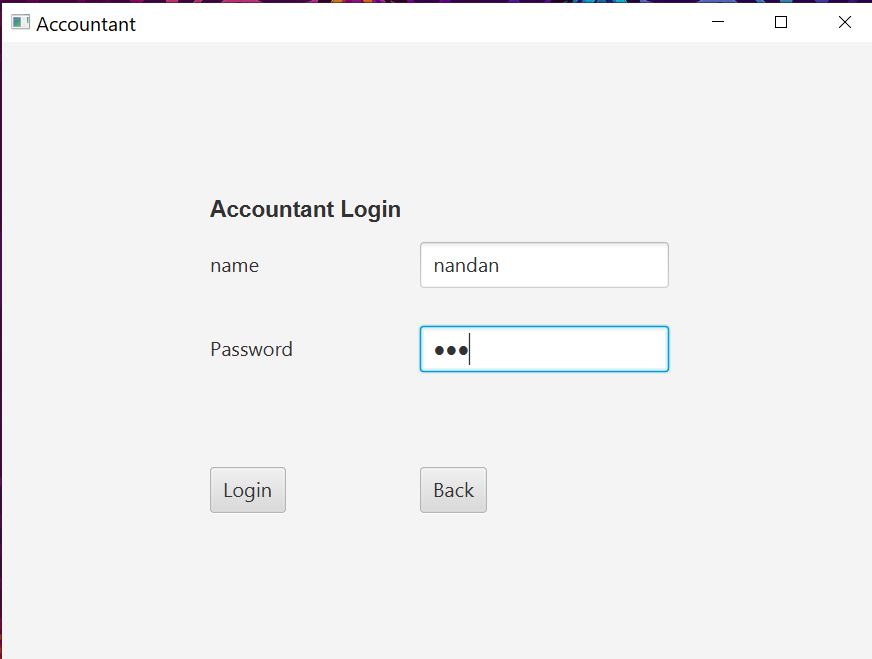 Accountant
Accountant Login
name nandan
Password •••
Login Back